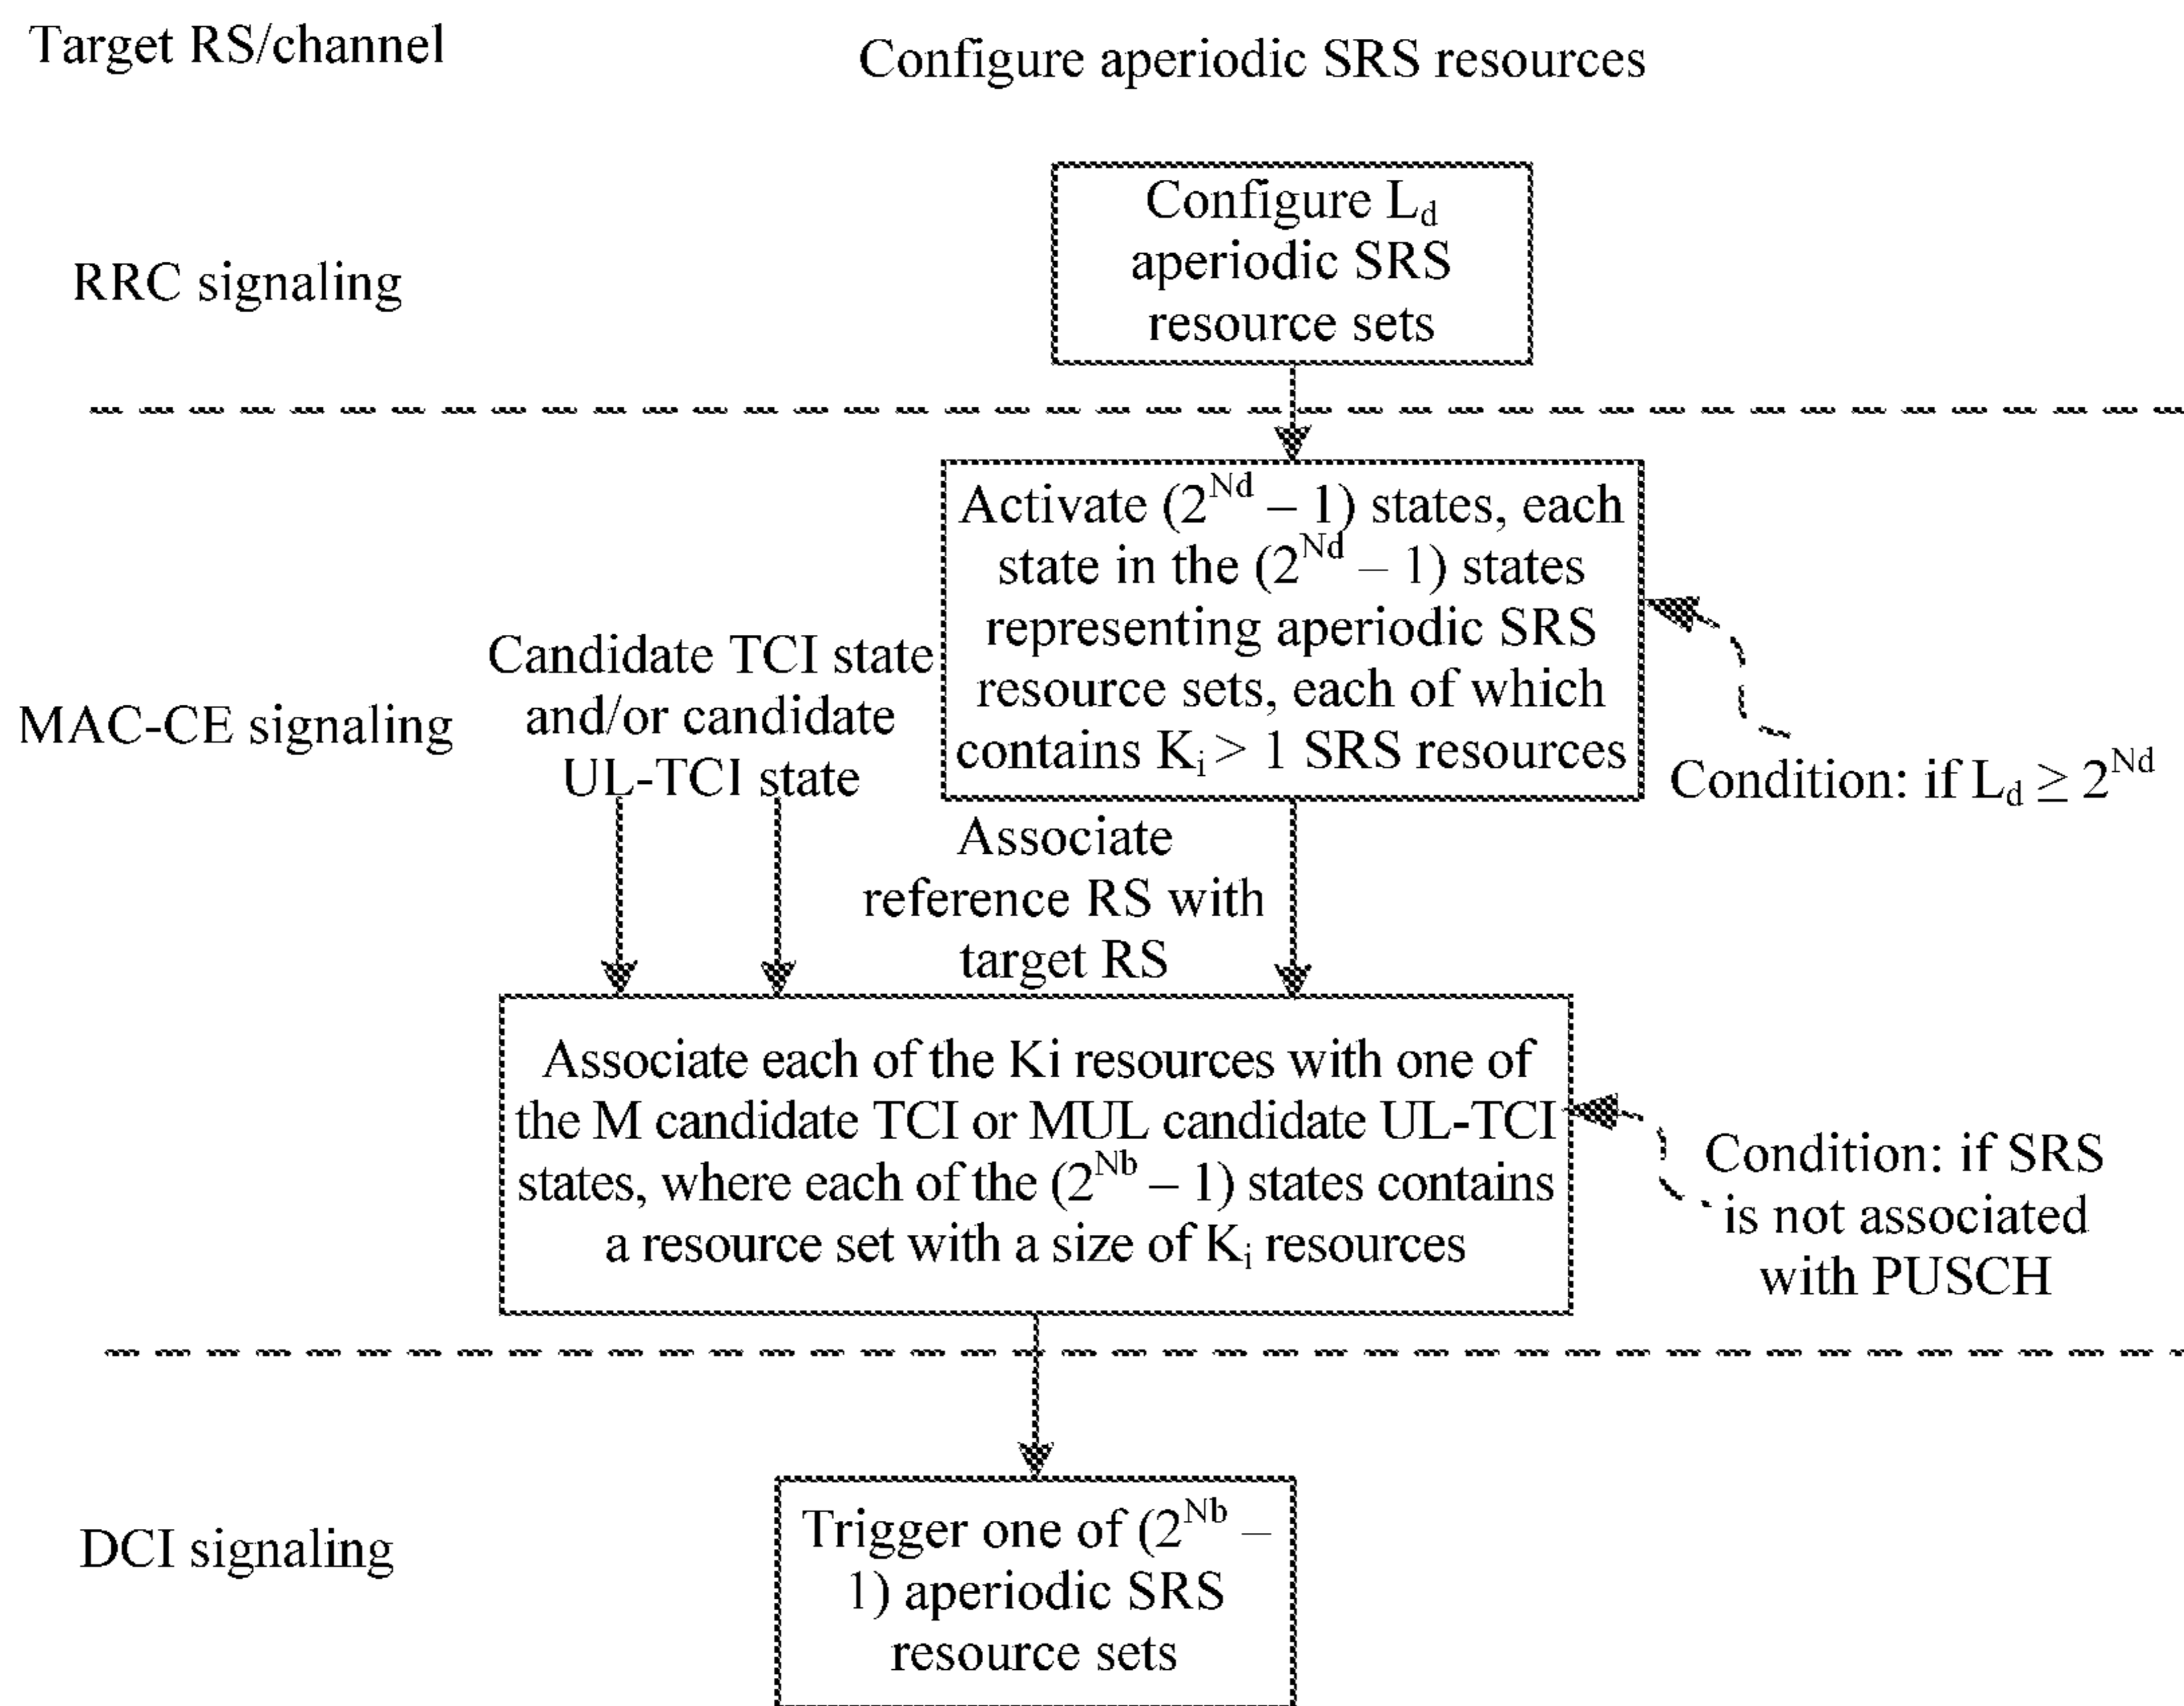 Target RS/channel
Configure aperiodic SRS resources
RRC signaling
Configure L_d
aperiodic SRS
resource sets
MAC-CE signaling
Candidate TCI state
and/or candidate
UL-TCI state
Activate (2^Nd – 1) states, each
state in the (2^Nd – 1) states
representing aperiodic SRS
resource sets, each of which
contains K_i > 1 SRS resources
Condition: if L_d ≥ 2^Nd
Associate
reference RS with
target RS
Associate each of the Ki resources with one of
the M candidate TCI or MUL candidate UL-TCI
states, where each of the (2^Nb – 1) states contains
a resource set with a size of K_i resources
Condition: if SRS
is not associated
with PUSCH
DCI signaling
Trigger one of (2^Nb –
1) aperiodic SRS
resource sets